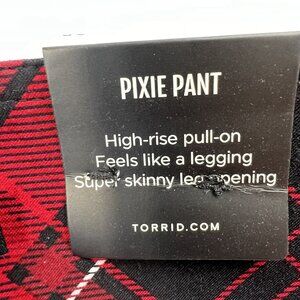 PIXIE PANT
High-rise pull-on
Feels like a legging
Super skinny leg opening
TORRID.COM